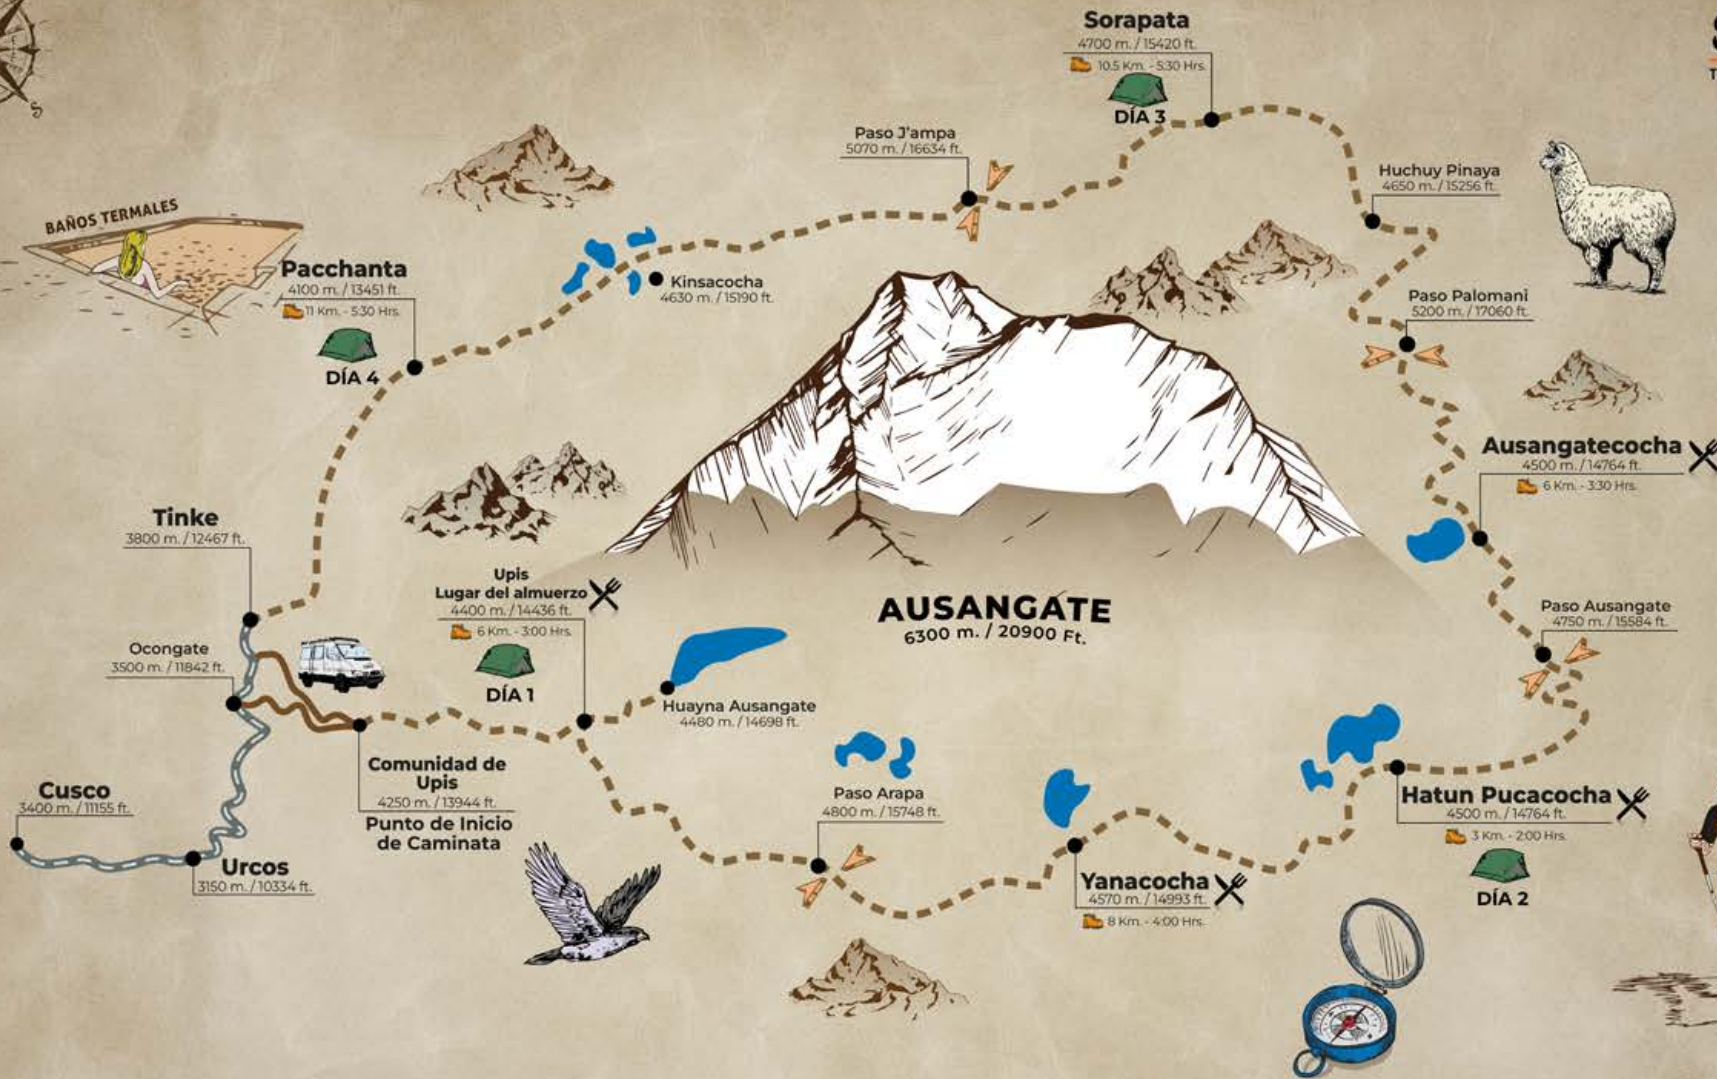 S
Sorapata
4700 m. / 15420 ft.
10.5 Km. - 5:30 Hrs.
DÍA 3
Paso J'ampa
5070 m. / 16634 ft.
Huchuy Pinaya
4650 m. / 15256 ft.
BAÑOS TERMALES
Pacchanta
4100 m. / 13451 ft.
11 Km. - 5:30 Hrs.
DÍA 4
Kinsacocha
4630 m. / 15190 ft.
Paso Palomani
5200 m. / 17060 ft.
Ausangatecocha
4500 m. / 14764 ft.
6 Km. - 3:30 Hrs.
Tinke
3800 m. / 12467 ft.
Upis
Lugar del almuerzo
4400 m. / 14436 ft.
6 Km. - 3:00 Hrs.
DÍA 1
AUSANGATE
6300 m. / 20900 Ft.
Paso Ausangate
4750 m. / 15584 ft.
Ocongate
3500 m. / 11842 ft.
Huayna Ausangate
4480 m. / 14698 ft.
Comunidad de
Upis
4250 m. / 13944 ft.
Punto de Inicio
de Caminata
Cusco
3400 m. / 11155 ft.
Urcos
3150 m. / 10334 ft.
Paso Arapa
4800 m. / 15748 ft.
Yanacocha
4570 m. / 14993 ft.
8 Km. - 4:00 Hrs.
Hatun Pucacocha
4500 m. / 14764 ft.
3 Km. - 2:00 Hrs.
DÍA 2